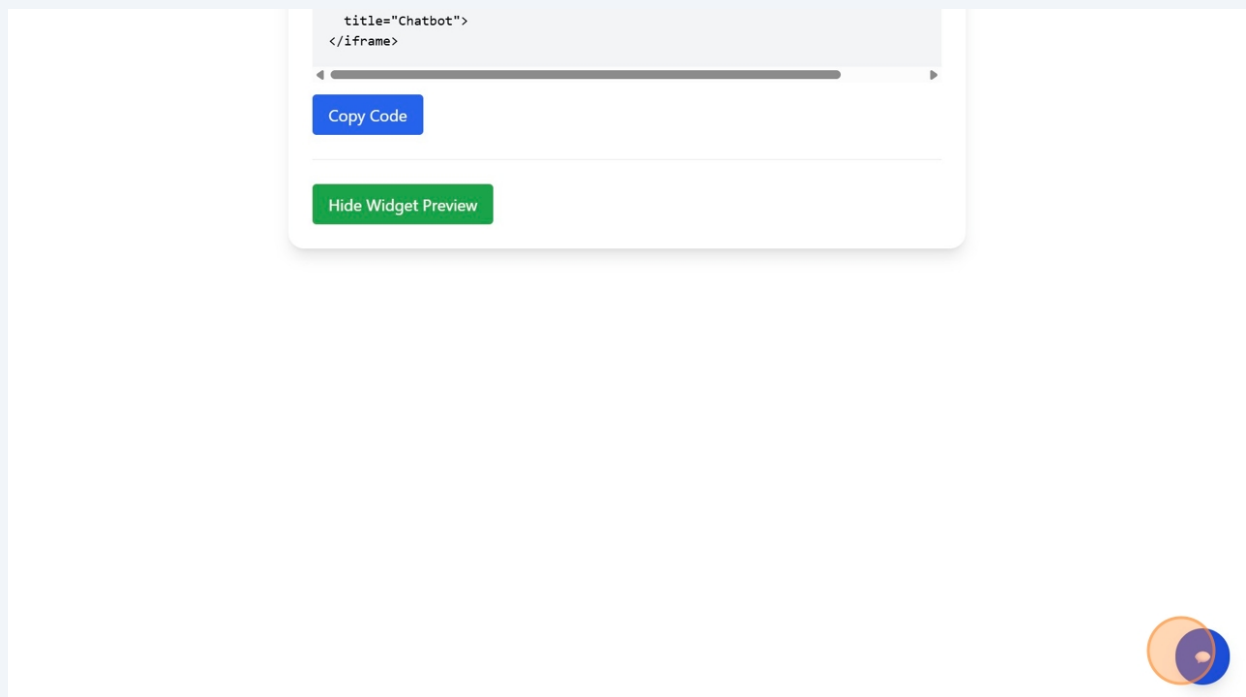 title="Chatbot">
</iframe>
Copy Code
Hide Widget Preview